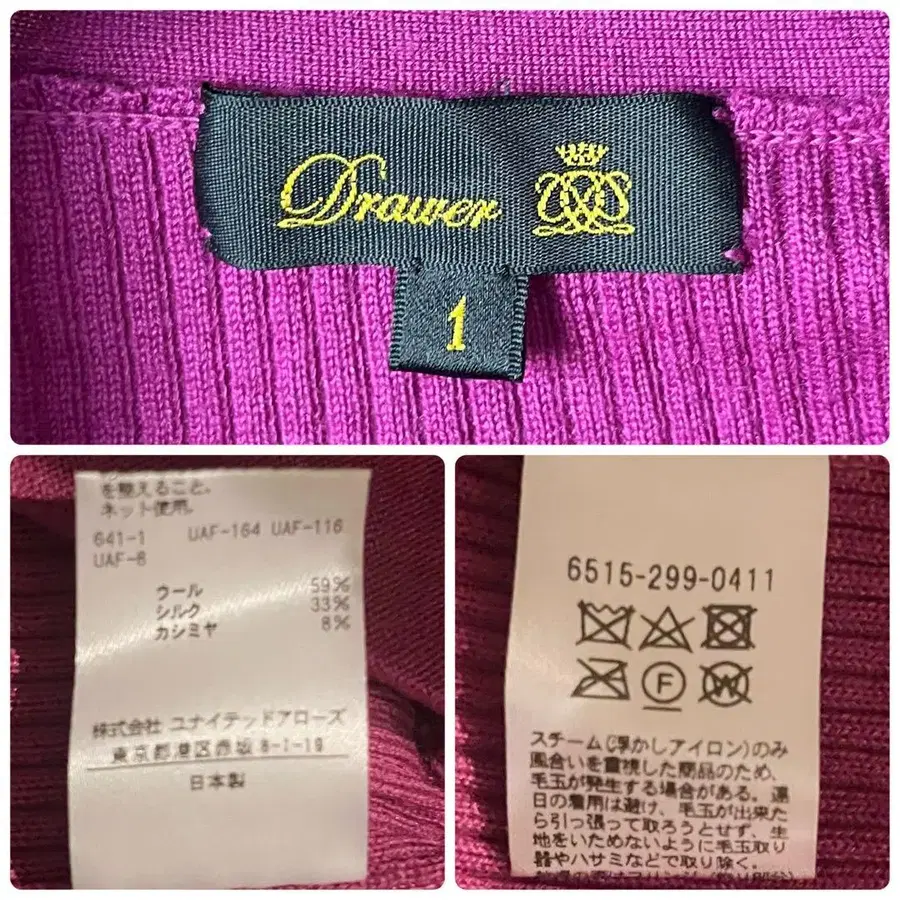 Drawer
1
を整えること。
ネット使用。
641-1 UAF-164 UAF-116
UAF-6
ウール 59%
シルク 33%
カシミヤ 8%
株式会社 ユナイテッドアローズ
東京都港区赤坂 8-1-19
日本製
6515-299-0411
F
W
スチーム(浮かしアイロン)のみ
風合いを重視した商品のため、
毛玉が発生する場合がある。連
日の着用は避け、毛玉が出来た
ら引っ張って取ろうとせず、生
地をいためないように毛玉取り
器やハサミなどで取り除く。